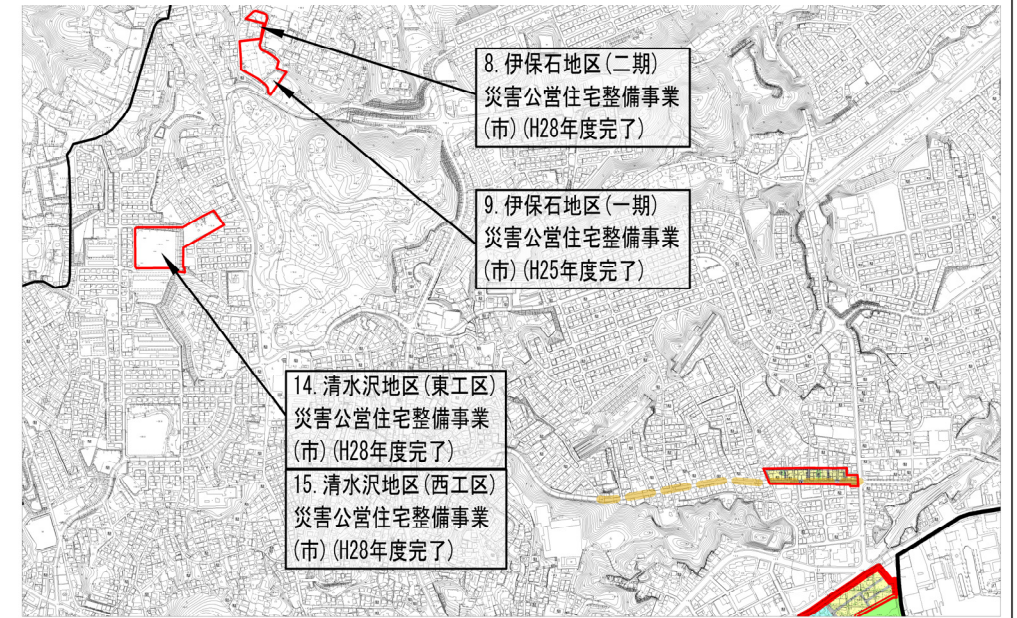 8. 伊保石地区(二期)
災害公営住宅整備事業
(市)(H28年度完了)
9. 伊保石地区(一期)
災害公営住宅整備事業
(市)(H25年度完了)
14. 清水沢地区(東工区)
災害公営住宅整備事業
(市)(H28年度完了)
15. 清水沢地区(西工区)
災害公営住宅整備事業
(市)(H28年度完了)